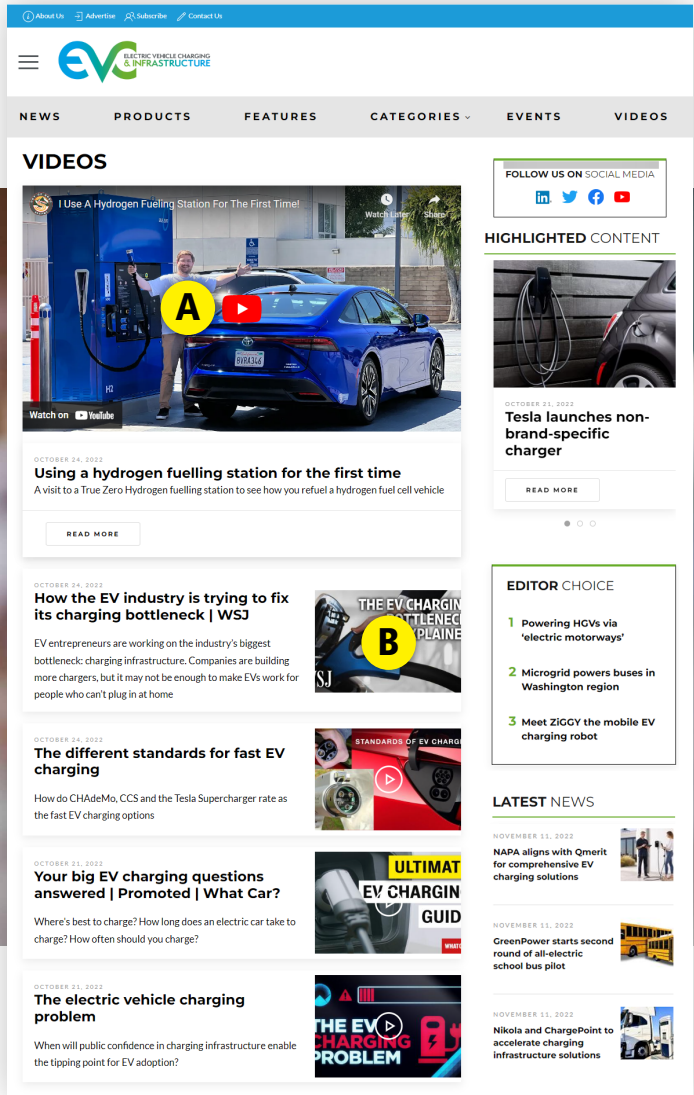 About Us
Advertise
Subscribe
Contact Us
EVC ELECTRIC VEHICLE CHARGING
& INFRASTRUCTURE
NEWS
PRODUCTS
FEATURES
CATEGORIES
EVENTS
VIDEOS
VIDEOS
I Use A Hydrogen Fueling Station For The First Time!
Watch Later
Share
A
H2
BVRA346
Watch on YouTube
OCTOBER 24, 2022
Using a hydrogen fuelling station for the first time
A visit to a True Zero Hydrogen fuelling station to see how you refuel a hydrogen fuel cell vehicle
READ MORE
OCTOBER 24, 2022
How the EV industry is trying to fix
its charging bottleneck | WSJ
EV entrepreneurs are working on the industry's biggest
bottleneck: charging infrastructure. Companies are building
more chargers, but it may not be enough to make EVs work for
people who can't plug in at home
THE EV CHARGIN
OTTLENEC
XPLAINE
B
SJ
OCTOBER 24, 2022
The different standards for fast EV
charging
How do CHAdeMo, CCS and the Tesla Supercharger rate as
the fast EV charging options
STANDARDS OF EV CHARGI
OCTOBER 21, 2022
Your big EV charging questions
answered | Promoted | What Car?
Where's best to charge? How long does an electric car take to
charge? How often should you charge?
ULTIMAT
EV CHARGIN
GUID
WHAT
OCTOBER 21, 2022
The electric vehicle charging
problem
When will public confidence in charging infrastructure enable
the tipping point for EV adoption?
THE EV
CHARGING
PROBLEM
FOLLOW US ON SOCIAL MEDIA
in
HIGHLIGHTED CONTENT
OCTOBER 21, 2022
Tesla launches non-
brand-specific
charger
READ MORE
EDITOR CHOICE
1 Powering HGVs via
'electric motorways'
2 Microgrid powers buses in
Washington region
3 Meet ZiGGY the mobile EV
charging robot
LATEST NEWS
NOVEMBER 11, 2022
NAPA aligns with Qmerit
for comprehensive EV
charging solutions
NOVEMBER 11, 2022
GreenPower starts second
round of all-electric
school bus pilot
NOVEMBER 11, 2022
Nikola and ChargePoint to
accelerate charging
infrastructure solutions